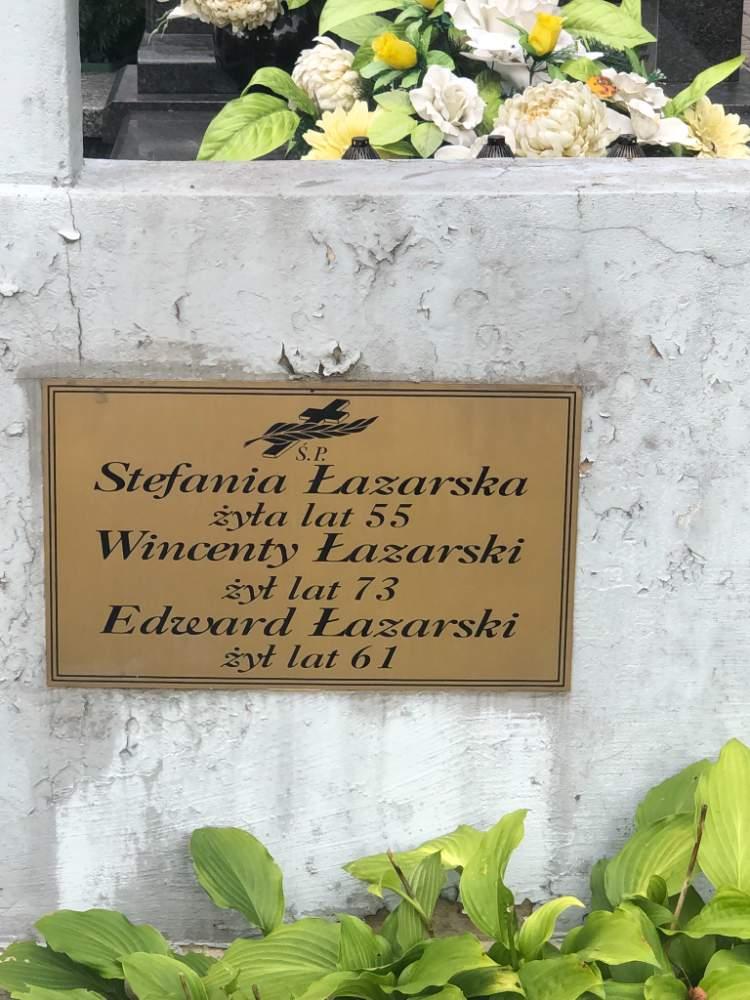 Ś.P.
Stefania Łazarska
żyła lat 55
Wincenty Łazarski
żył lat 73
Edward Łazarski
żył lat 61